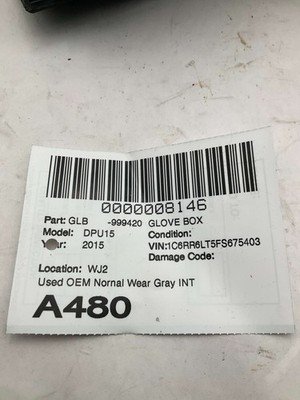 0000008146
Part: GLB -999420 GLOVE BOX
Model: DPU15 Condition:
Year: 2015 VIN:1C6RR6LT5FS675403
Damage Code:
Location: WJ2
Used OEM Nornal Wear Gray INT
A480